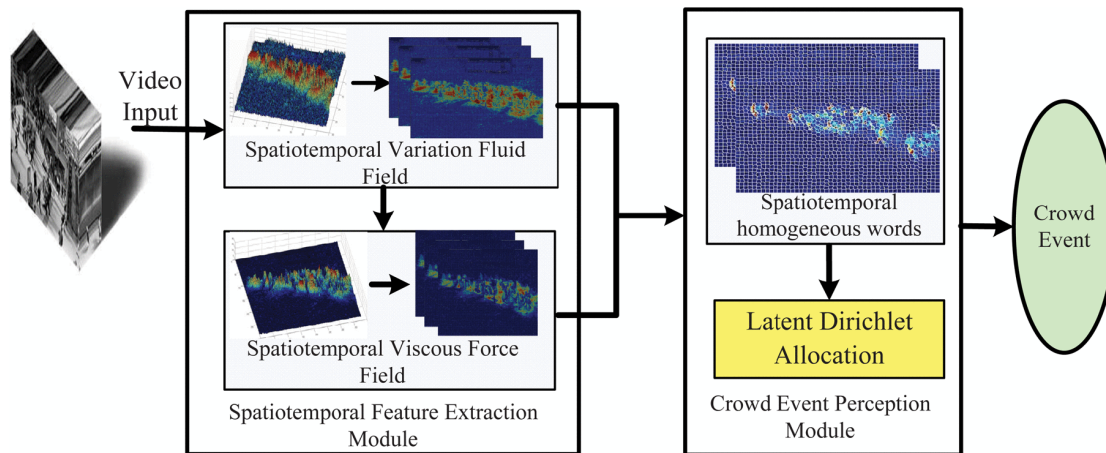 Video
Input
Spatiotemporal Variation Fluid
Field
Spatiotemporal Viscous Force
Field
Spatiotemporal Feature Extraction
Module
Spatiotemporal
homogeneous words
Latent Dirichlet
Allocation
Crowd Event Perception
Module
Crowd
Event